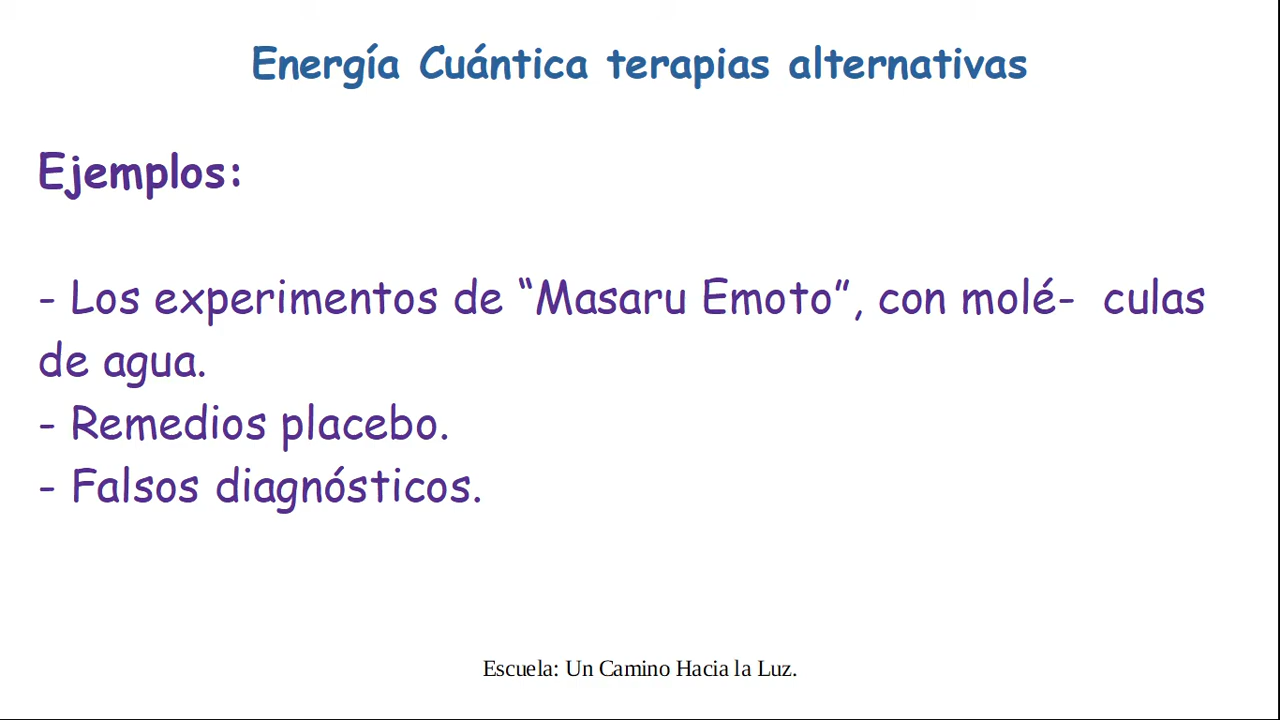 Energía Cuántica terapias alternativas
Ejemplos:
- Los experimentos de “Masaru Emoto”, con molé- culas
de agua.
- Remedios placebo.
- Falsos diagnósticos.
Escuela: Un Camino Hacia la Luz.